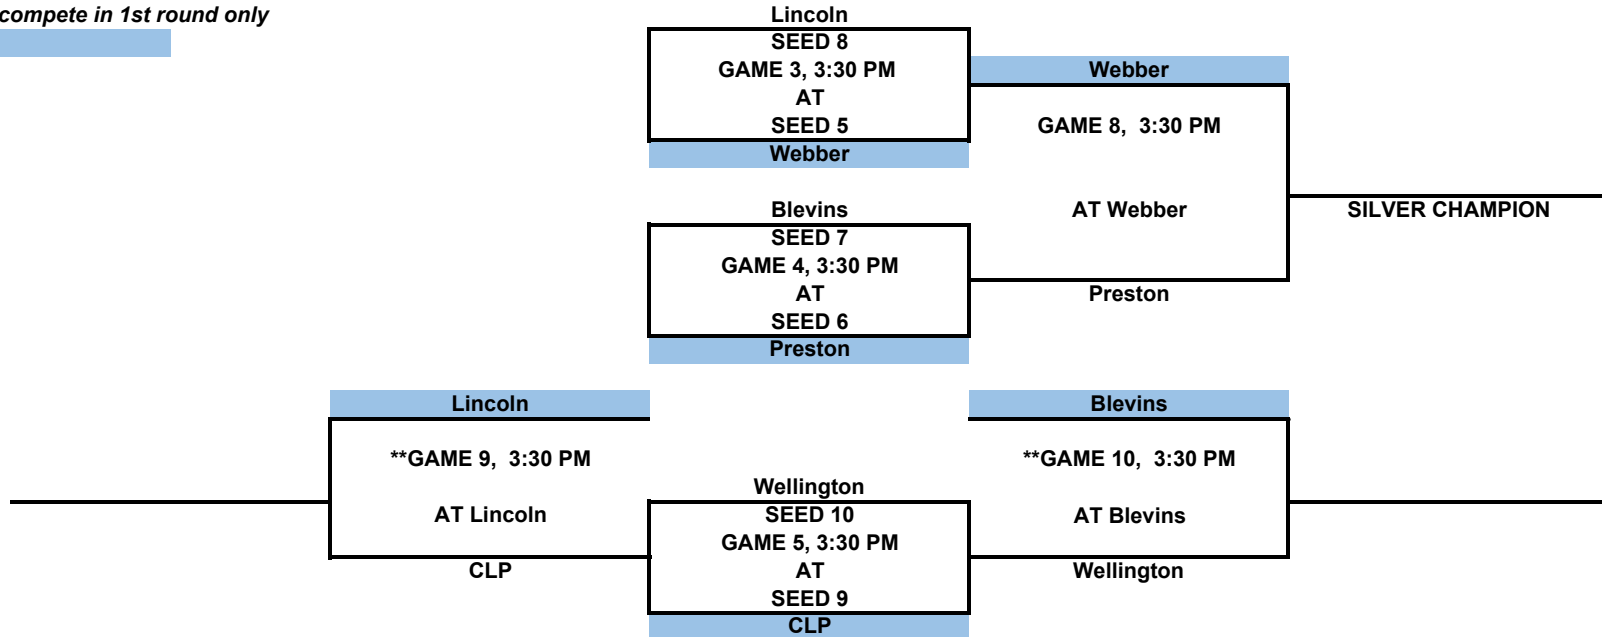 compete in 1st round only
Lincoln
SEED 8
GAME 3, 3:30 PM
AT
SEED 5
Webber
Webber
GAME 8, 3:30 PM
AT Webber
Preston
SILVER CHAMPION
Blevins
SEED 7
GAME 4, 3:30 PM
AT
SEED 6
Preston
Lincoln
**GAME 9, 3:30 PM
AT Lincoln
CLP
Wellington
SEED 10
GAME 5, 3:30 PM
AT
SEED 9
CLP
Blevins
**GAME 10, 3:30 PM
AT Blevins
Wellington